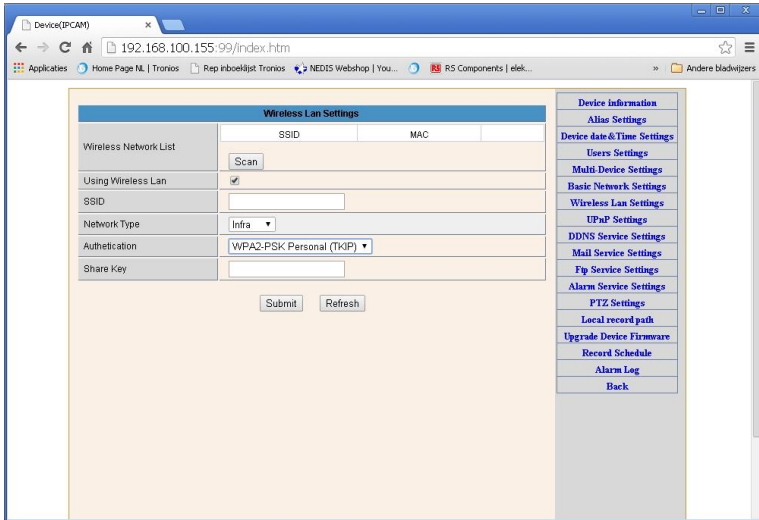 Device(IPCAM)
192.168.100.155:99/index.htm
Applicaties Home Page NL | Tronios Rep inboeklijst Tronios NEDIS Webshop | You... RS RS Components | elek... » Andere bladwijzers
Wireless Lan Settings
Wireless Network List
SSID MAC
Scan
Using Wireless Lan
SSID
Network Type Infra
Authetication WPA2-PSK Personal (TKIP)
Share Key
Submit Refresh
Device information
Alias Settings
Device date&Time Settings
Users Settings
Multi-Device Settings
Basic Network Settings
Wireless Lan Settings
UPnP Settings
DDNS Service Settings
Mail Service Settings
Ftp Service Settings
Alarm Service Settings
PTZ Settings
Local record path
Upgrade Device Firmware
Record Schedule
Alarm Log
Back